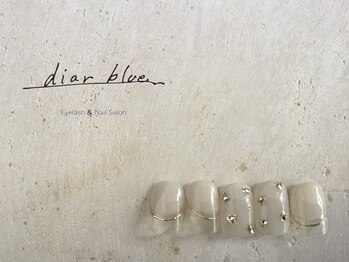 diar blue
Eyelash & Nail Salon